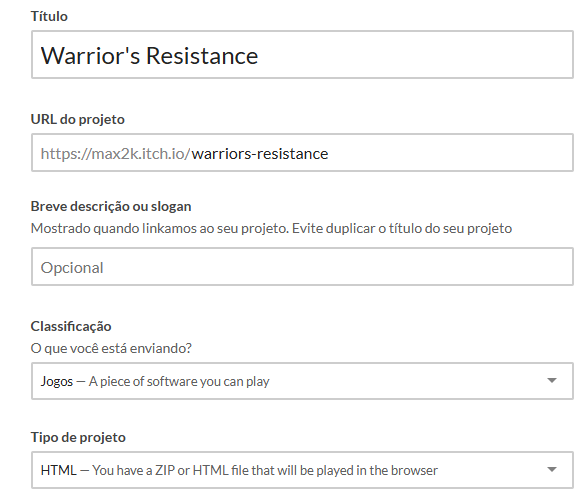 Título
Warrior's Resistance
URL do projeto
https://max2k.itch.io/warriors-resistance
Breve descrição ou slogan
Mostrado quando linkamos ao seu projeto. Evite duplicar o título do seu projeto
Opcional
Classificação
O que você está enviando?
Jogos — A piece of software you can play
Tipo de projeto
HTML — You have a ZIP or HTML file that will be played in the browser